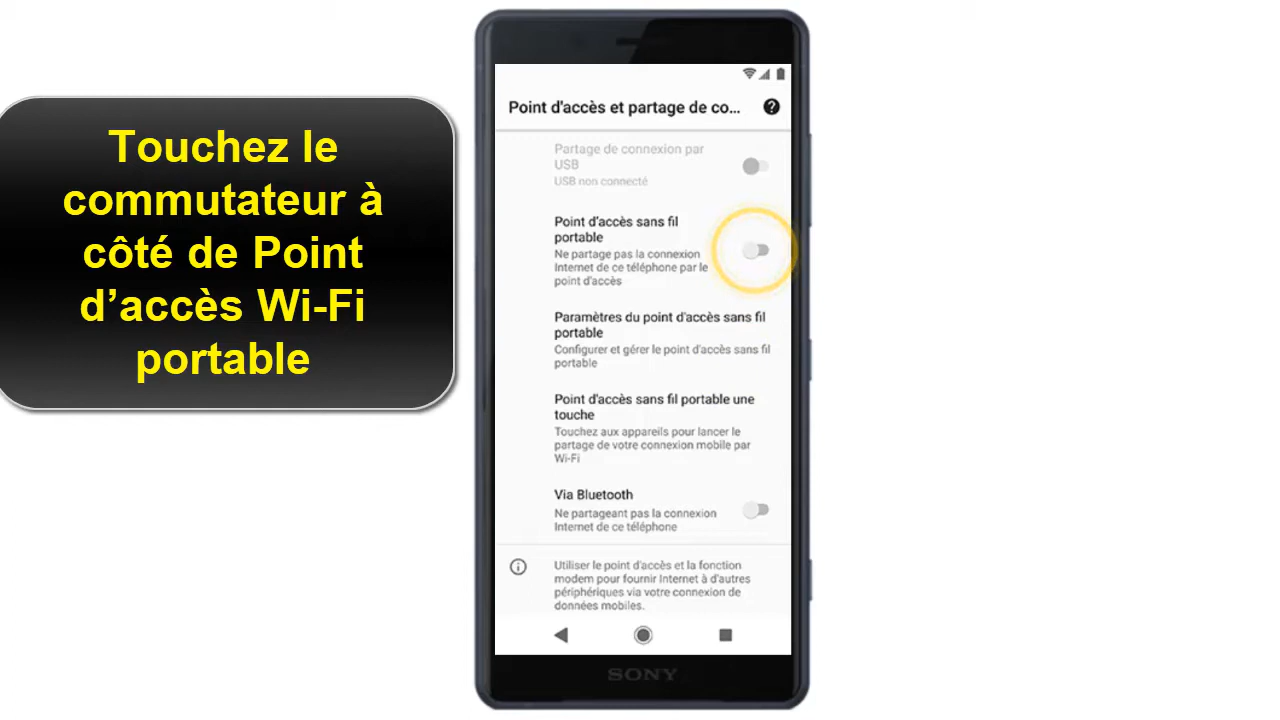 Touchez le
commutateur à
côté de Point
d’accès Wi-Fi
portable
Point d'accès et partage de co...
Partage de connexion par
USB
USB non connecté
Point d'accès sans fil
portable
Ne partage pas la connexion
Internet de ce téléphone par le
point d'accès
Paramètres du point d'accès sans fil
portable
Configurer et gérer le point d'accès sans fil
portable
Point d'accès sans fil portable une
touche
Touchez aux appareils pour lancer le
partage de votre connexion mobile par
Wi-Fi
Via Bluetooth
Ne partageant pas la connexion
Internet de ce téléphone
Utiliser le point d'accès et la fonction
modem pour fournir Internet à d'autres
périphériques via votre connexion de
données mobiles.
SONY